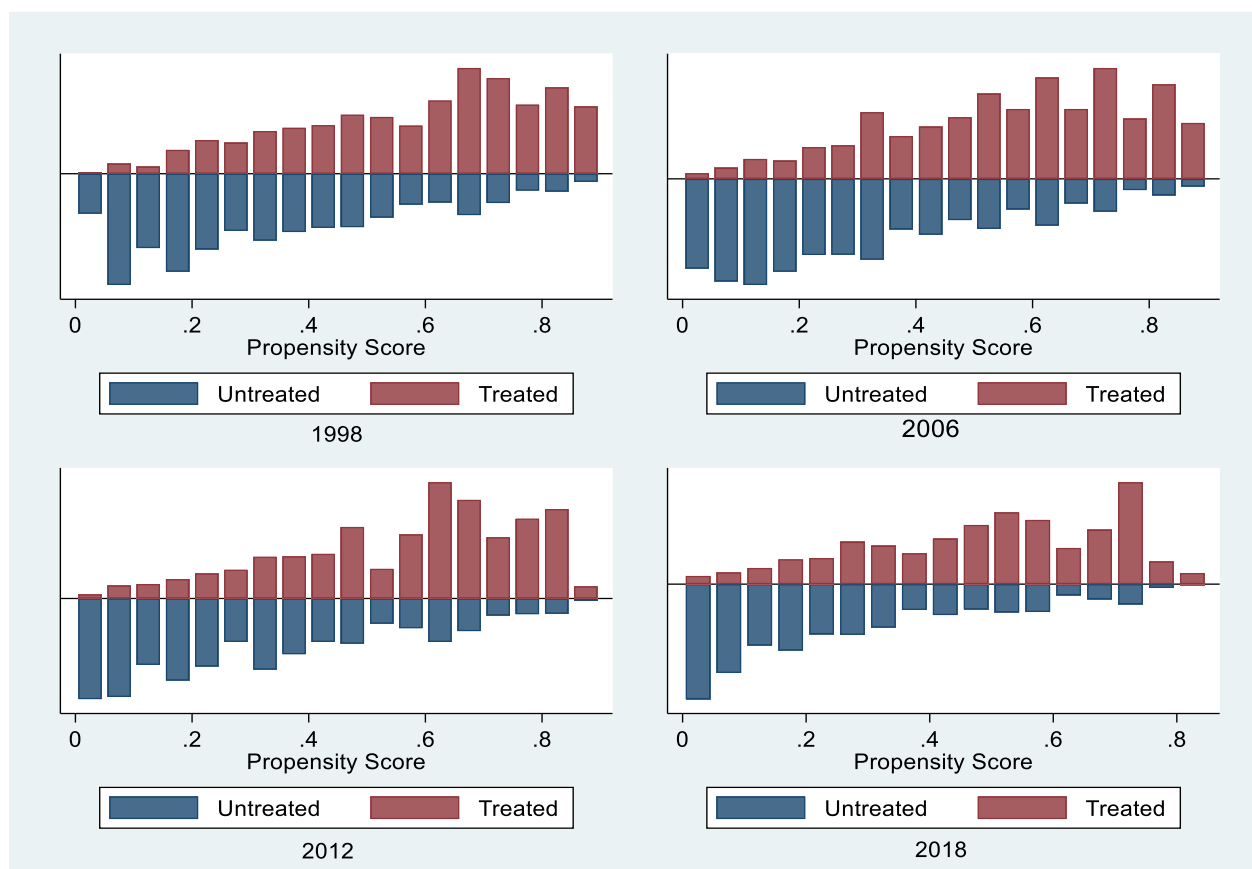 0 .2 .4 .6 .8
Propensity Score
Untreated Treated
1998
0 .2 .4 .6 .8
Propensity Score
Untreated Treated
2006
0 .2 .4 .6 .8
Propensity Score
Untreated Treated
2012
0 .2 .4 .6 .8
Propensity Score
Untreated Treated
2018